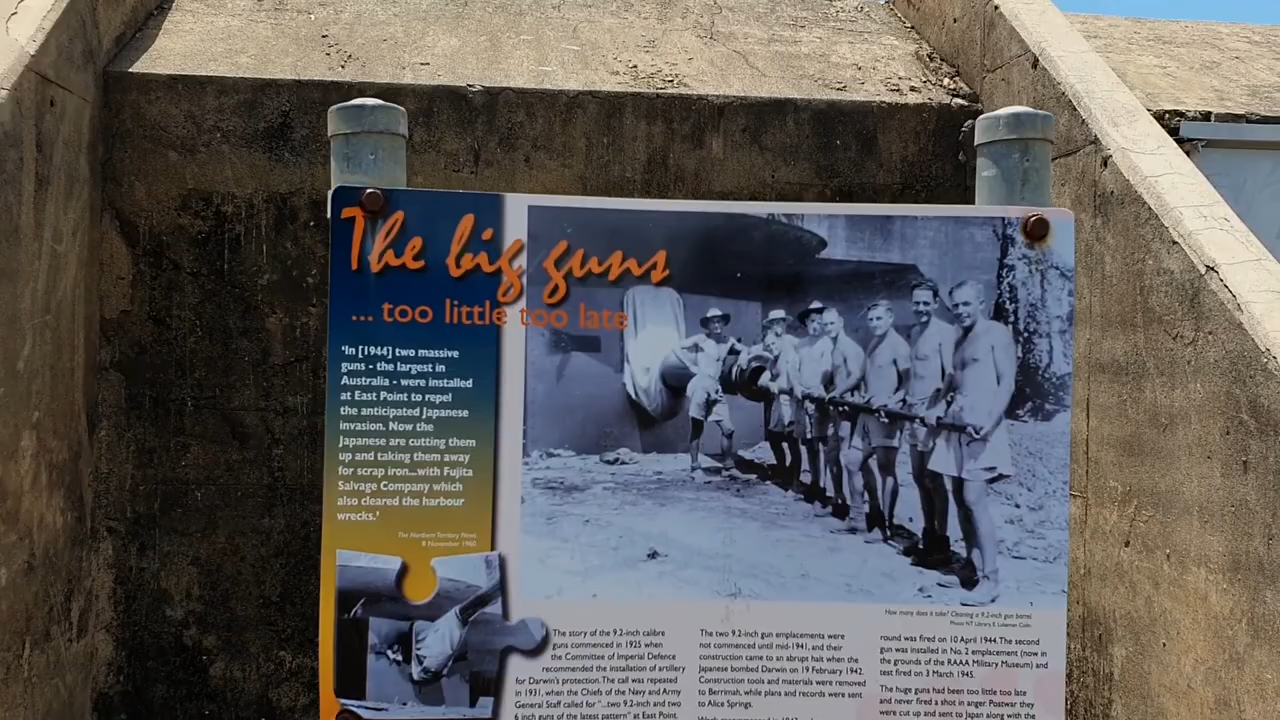 The big guns
... too little too late
'In [1944] two massive
guns - the largest in
Australia - were installed
at East Point to repel
the anticipated Japanese
invasion. Now the
Japanese are cutting them
up and taking them away
for scrap iron...with Fujita
Salvage Company which
also cleared the harbour
wrecks.'
The Northern Territory News
8 November 1960
How many does it take? Cleaning a 9.2-inch gun barrel
Photo: NT Library, E Lukeman Colln.
The story of the 9.2-inch calibre
guns commenced in 1925 when
the Committee of Imperial Defence
recommended the installation of artillery
for Darwin's protection. The call was repeated
in 1931, when the Chiefs of the Navy and Army
General Staff called for "...two 9.2-inch and two
6 inch guns of the latest pattern" at East Point.
The two 9.2-inch gun emplacements were
not commenced until mid-1941, and their
construction came to an abrupt halt when the
Japanese bombed Darwin on 19 February 1942.
Construction tools and materials were removed
to Berrimah, while plans and records were sent
to Alice Springs.
round was fired on 10 April 1944. The second
gun was installed in No. 2 emplacement (now in
the grounds of the RAAA Military Museum) and
test fired on 3 March 1945.
The huge guns had been too little too late
and never fired a shot in anger. Postwar they
were cut up and sent to Japan along with the